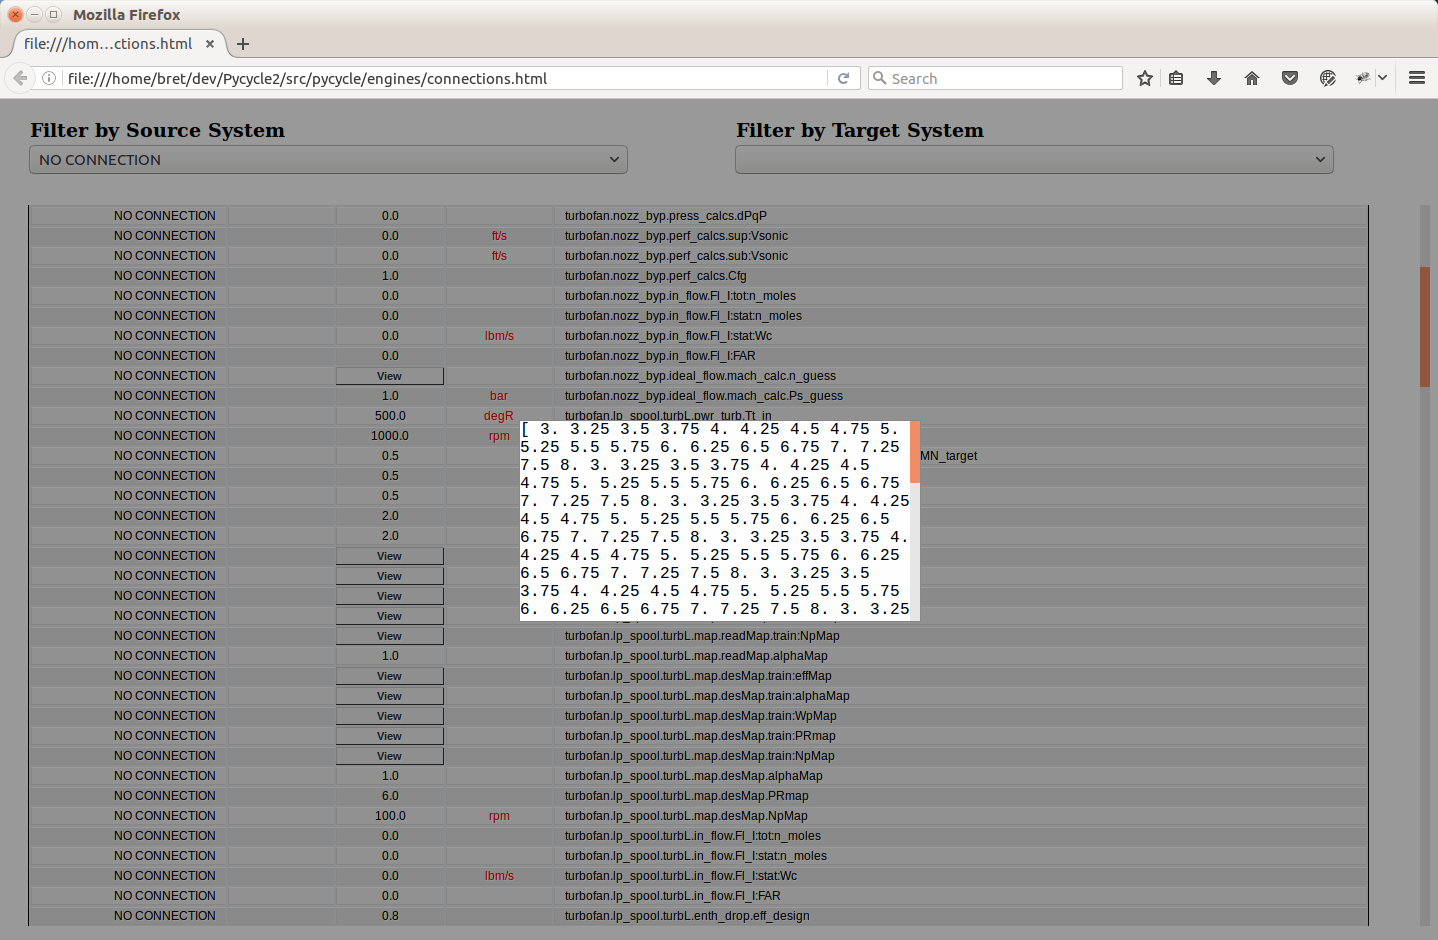 Mozilla Firefox
file:///hom…ctions.html
file:///home/bret/dev/Pycycle2/src/pycycle/engines/connections.html
Search
Filter by Source System Filter by Target System
NO CONNECTION
NO CONNECTION 0.0 turbofan.nozz_byp.press_calcs.dPqP
NO CONNECTION 0.0 ft/s turbofan.nozz_byp.perf_calcs.sup:Vsonic
NO CONNECTION 0.0 ft/s turbofan.nozz_byp.perf_calcs.sub:Vsonic
NO CONNECTION 1.0 turbofan.nozz_byp.perf_calcs.Cfg
NO CONNECTION 0.0 turbofan.nozz_byp.in_flow.Fl_I:tot:n_moles
NO CONNECTION 0.0 turbofan.nozz_byp.in_flow.Fl_I:stat:n_moles
NO CONNECTION 0.0 lbm/s turbofan.nozz_byp.in_flow.Fl_I:stat:Wc
NO CONNECTION 0.0 turbofan.nozz_byp.in_flow.Fl_I:FAR
NO CONNECTION View turbofan.nozz_byp.ideal_flow.mach_calc.n_guess
NO CONNECTION 1.0 bar turbofan.nozz_byp.ideal_flow.mach_calc.Ps_guess
NO CONNECTION 500.0 degR turbofan.lp_spool.turbL.pwr_turb.Tt_in
NO CONNECTION 1000.0 rpm
NO CONNECTION 0.5 MN_target
NO CONNECTION 0.5
NO CONNECTION 0.5
NO CONNECTION 2.0
NO CONNECTION 2.0
NO CONNECTION View
NO CONNECTION View
NO CONNECTION View
NO CONNECTION View
[ 3. 3.25 3.5 3.75 4. 4.25 4.5 4.75 5.
5.25 5.5 5.75 6. 6.25 6.5 6.75 7. 7.25
7.5 8. 3. 3.25 3.5 3.75 4. 4.25 4.5
4.75 5. 5.25 5.5 5.75 6. 6.25 6.5 6.75
7. 7.25 7.5 8. 3. 3.25 3.5 3.75 4. 4.25
4.5 4.75 5. 5.25 5.5 5.75 6. 6.25 6.5
6.75 7. 7.25 7.5 8. 3. 3.25 3.5 3.75 4.
4.25 4.5 4.75 5. 5.25 5.5 5.75 6. 6.25
6.5 6.75 7. 7.25 7.5 8. 3. 3.25 3.5
3.75 4. 4.25 4.5 4.75 5. 5.25 5.5 5.75
6. 6.25 6.5 6.75 7. 7.25 7.5 8. 3. 3.25
NO CONNECTION View turbofan.lp_spool.turbL.map.readMap.train:NpMap
NO CONNECTION 1.0 turbofan.lp_spool.turbL.map.readMap.alphaMap
NO CONNECTION View turbofan.lp_spool.turbL.map.desMap.train:effMap
NO CONNECTION View turbofan.lp_spool.turbL.map.desMap.train:alphaMap
NO CONNECTION View turbofan.lp_spool.turbL.map.desMap.train:WpMap
NO CONNECTION View turbofan.lp_spool.turbL.map.desMap.train:PRmap
NO CONNECTION View turbofan.lp_spool.turbL.map.desMap.train:NpMap
NO CONNECTION 1.0 turbofan.lp_spool.turbL.map.desMap.alphaMap
NO CONNECTION 6.0 turbofan.lp_spool.turbL.map.desMap.PRmap
NO CONNECTION 100.0 rpm turbofan.lp_spool.turbL.map.desMap.NpMap
NO CONNECTION 0.0 turbofan.lp_spool.turbL.in_flow.Fl_I:tot:n_moles
NO CONNECTION 0.0 turbofan.lp_spool.turbL.in_flow.Fl_I:stat:n_moles
NO CONNECTION 0.0 lbm/s turbofan.lp_spool.turbL.in_flow.Fl_I:stat:Wc
NO CONNECTION 0.0 turbofan.lp_spool.turbL.in_flow.Fl_I:FAR
NO CONNECTION 0.8 turbofan.lp_spool.turbL.enth_drop.eff_design